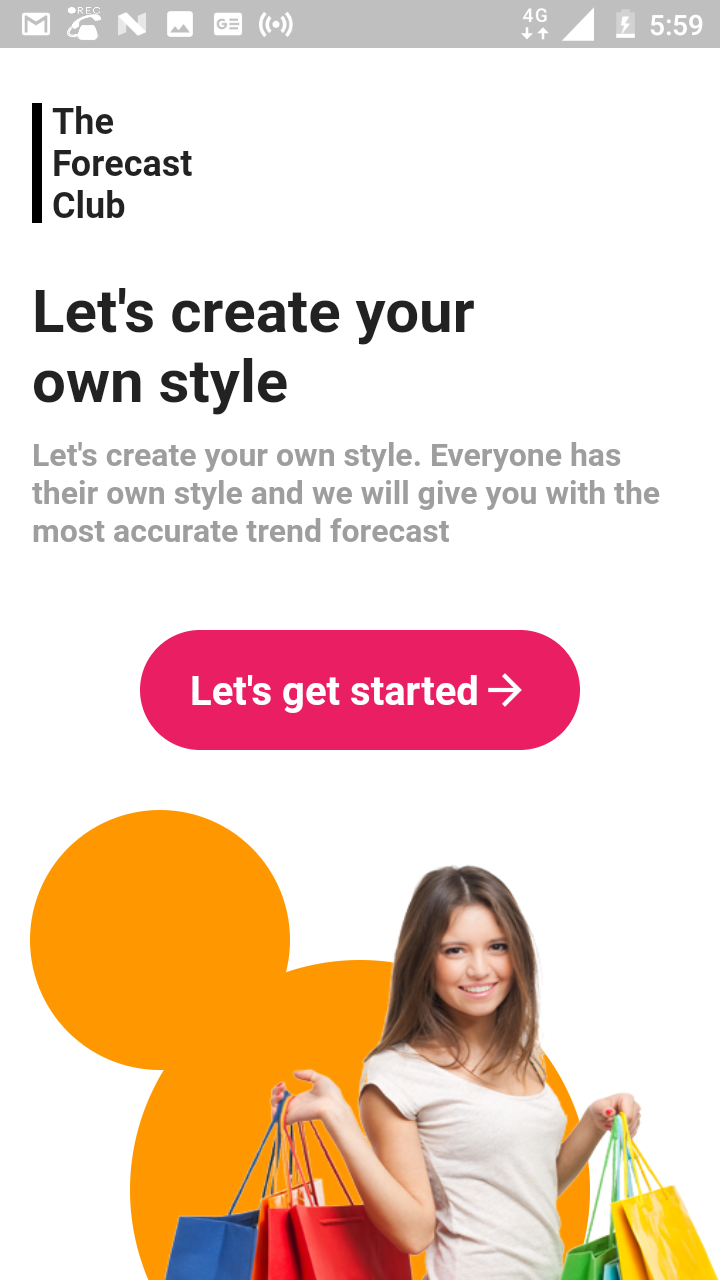 REC
4G
5:59
The
Forecast
Club
Let's create your
own style
Let's create your own style. Everyone has
their own style and we will give you with the
most accurate trend forecast
Let's get started